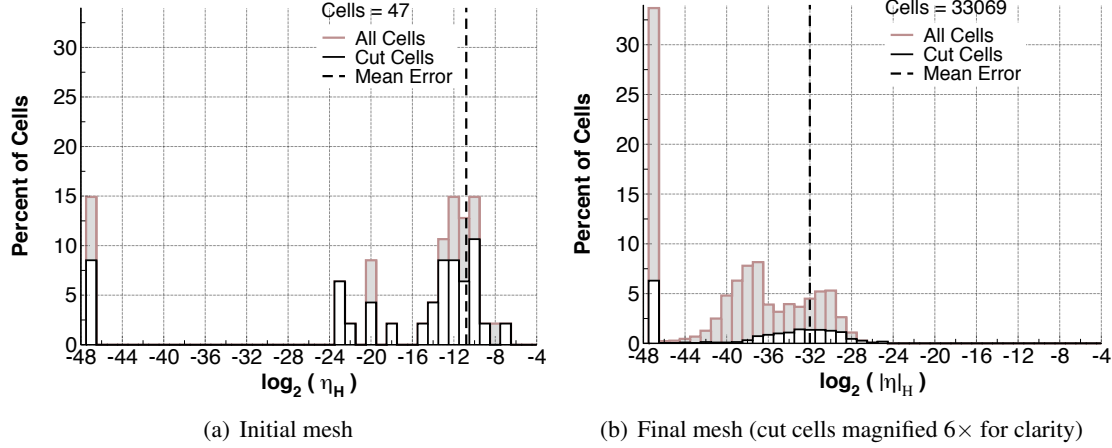 Cells = 47
All Cells
Cut Cells
Mean Error
Percent of Cells
30
25
20
15
10
5
0
-48 -44 -40 -36 -32 -28 -24 -20 -16 -12 -8 -4
log2 ( ηH )
(a) Initial mesh
Cells = 33069
All Cells
Cut Cells
Mean Error
Percent of Cells
30
25
20
15
10
5
0
-48 -44 -40 -36 -32 -28 -24 -20 -16 -12 -8 -4
log2 ( |η|H )
(b) Final mesh (cut cells magnified 6× for clarity)